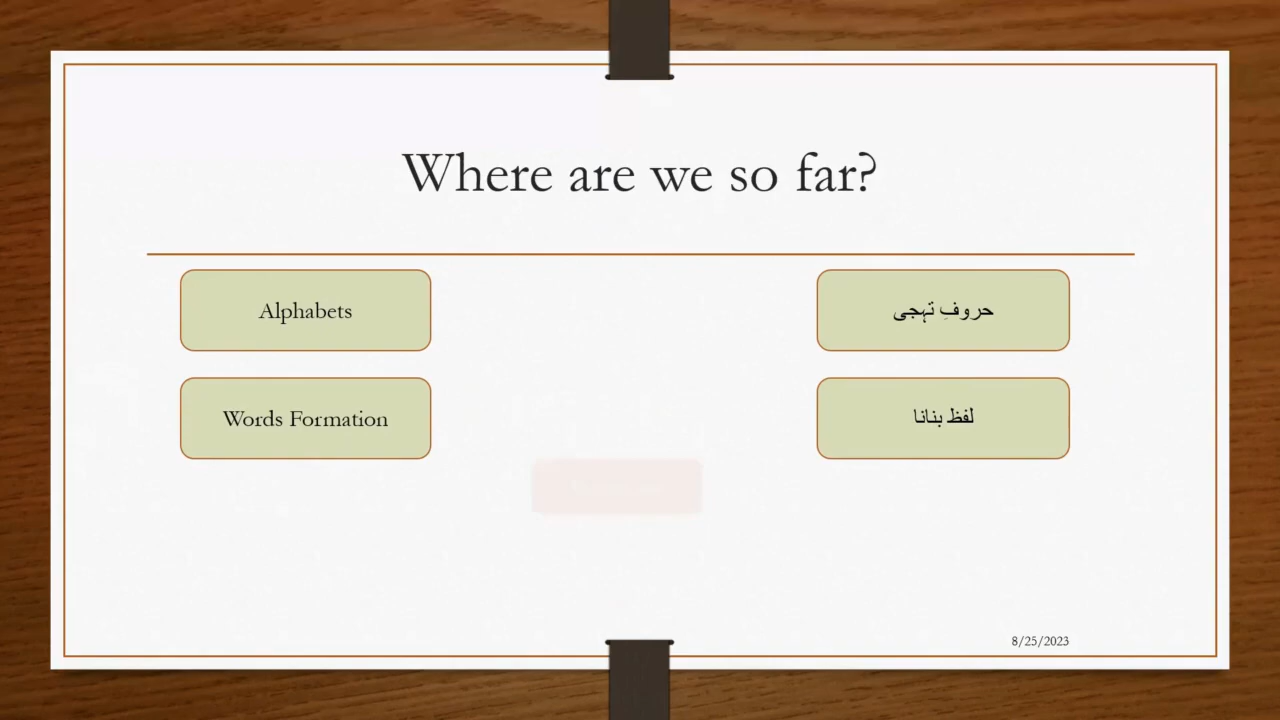 Where are we so far?
Alphabets
حروفِ تہجی
Words Formation
لفظ بنانا
8/25/2023